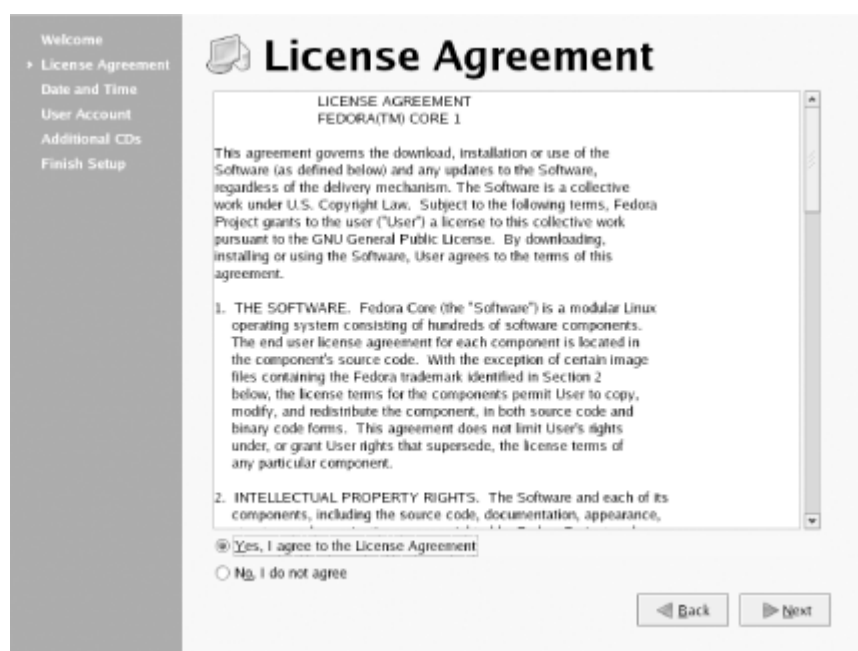 Welcome
License Agreement
Date and Time
User Account
Additional CDs
Finish Setup
License Agreement
LICENSE AGREEMENT
FEDORA(TM) CORE 1
This agreement governs the download, installation or use of the
Software (as defined below) and any updates to the Software,
regardless of the delivery mechanism. The Software is a collective
work under U.S. Copyright Law. Subject to the following terms, Fedora
Project grants to the user ("User") a license to this collective work
pursuant to the GNU General Public License. By downloading,
installing or using the Software, User agrees to the terms of this
agreement.
1. THE SOFTWARE. Fedora Core (the "Software") is a modular Linux
operating system consisting of hundreds of software components.
The end user license agreement for each component is located in
the component's source code. With the exception of certain image
files containing the Fedora trademark identified in Section 2
below, the license terms for the components permit User to copy,
modify, and redistribute the component, in both source code and
binary code forms. This agreement does not limit User's rights
under, or grant User rights that supersede, the license terms of
any particular component.
2. INTELLECTUAL PROPERTY RIGHTS. The Software and each of its
components, including the source code, documentation, appearance,
Yes, I agree to the License Agreement
No, I do not agree
Back
Next